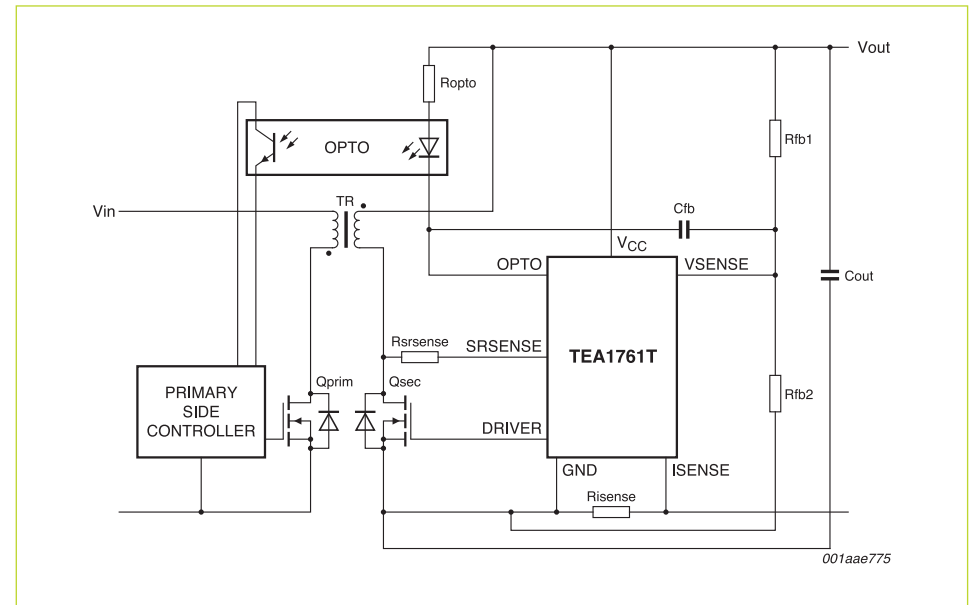 Vout
Ropto
Rfb1
OPTO
TR
Vin
Cfb
VCC
OPTO
VSENSE
Cout
Rsrsense
SRSENSE
TEA1761T
Qprim
Qsec
Rfb2
PRIMARY
SIDE
CONTROLLER
DRIVER
GND
ISENSE
Risense
001aae775